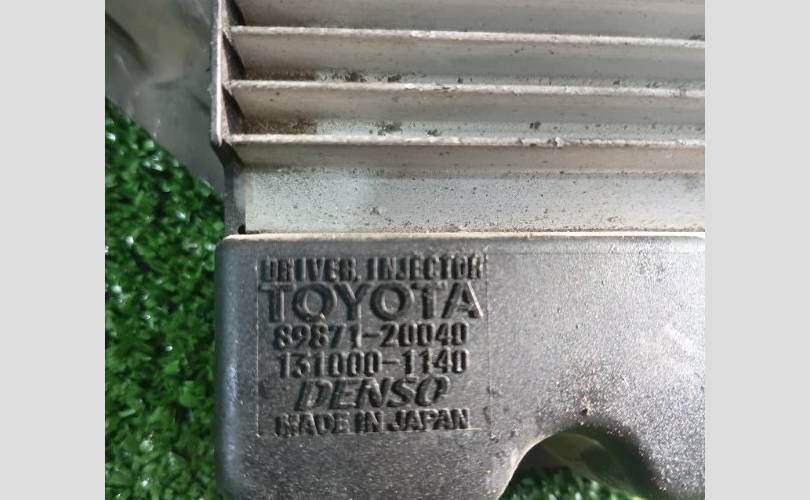 DRIVER, INJECTOR
TOYOTA
89871-20040
131000-1140
DENSO
MADE IN JAPAN